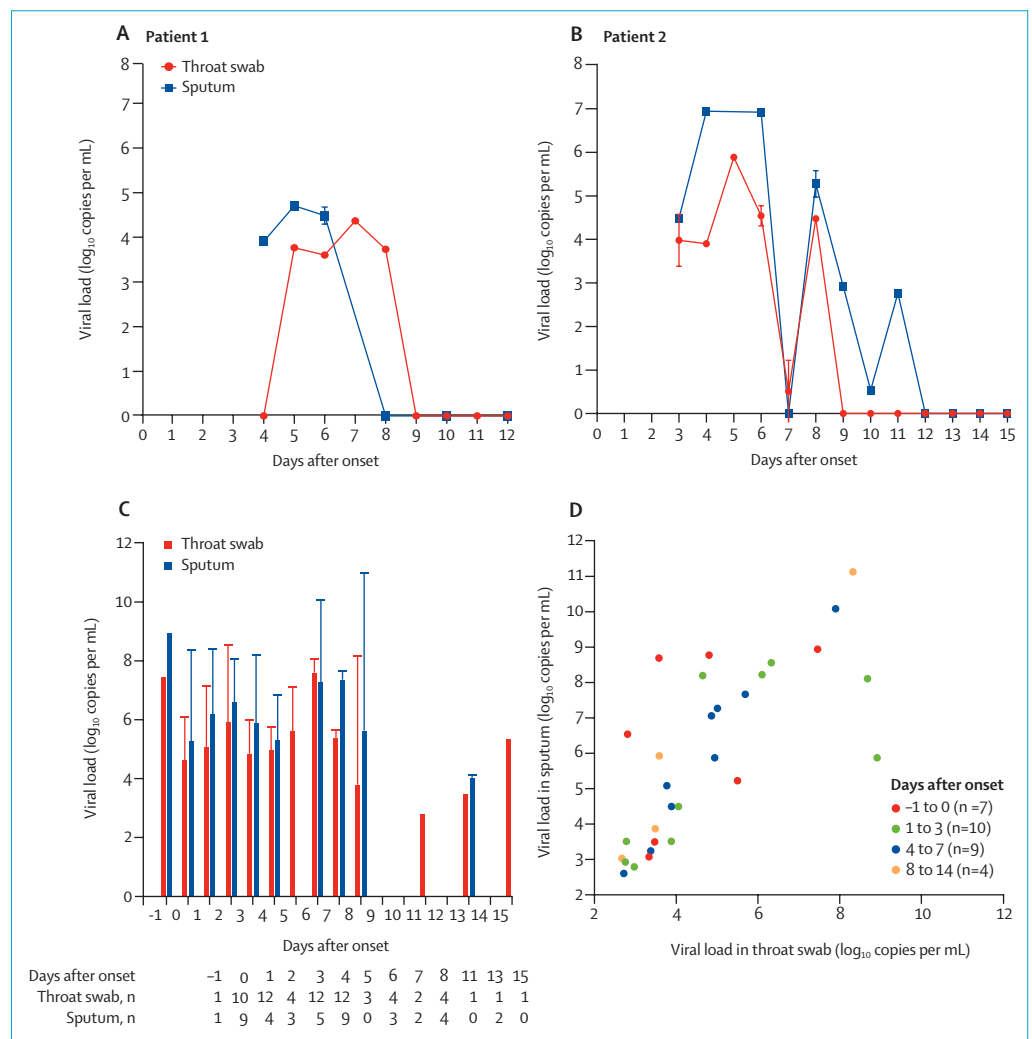 A Patient 1
Throat swab
Sputum
Viral load (log10 copies per mL)
8
7
6
5
4
3
2
1
0
0 1 2 3 4 5 6 7 8 9 10 11 12
Days after onset
B Patient 2
Viral load (log10 copies per mL)
8
7
6
5
4
3
2
1
0
0 1 2 3 4 5 6 7 8 9 10 11 12 13 14 15
Days after onset
C
Throat swab
Sputum
Viral load (log10 copies per mL)
12
10
8
6
4
2
0
-1 0 1 2 3 4 5 6 7 8 9 10 11 12 13 14 15
Days after onset
Days after onset –1 0 1 2 3 4 5 6 7 8 11 13 15
Throat swab, n 1 10 12 4 12 12 3 4 2 4 1 1 1
Sputum, n 1 9 4 3 5 9 0 3 2 4 0 2 0
D
Viral load in sputum (log10 copies per mL)
12
11
10
9
8
7
6
5
4
3
2
2 4 6 8 10 12
Viral load in throat swab (log10 copies per mL)
Days after onset
–1 to 0 (n =7)
1 to 3 (n=10)
4 to 7 (n=9)
8 to 14 (n=4)